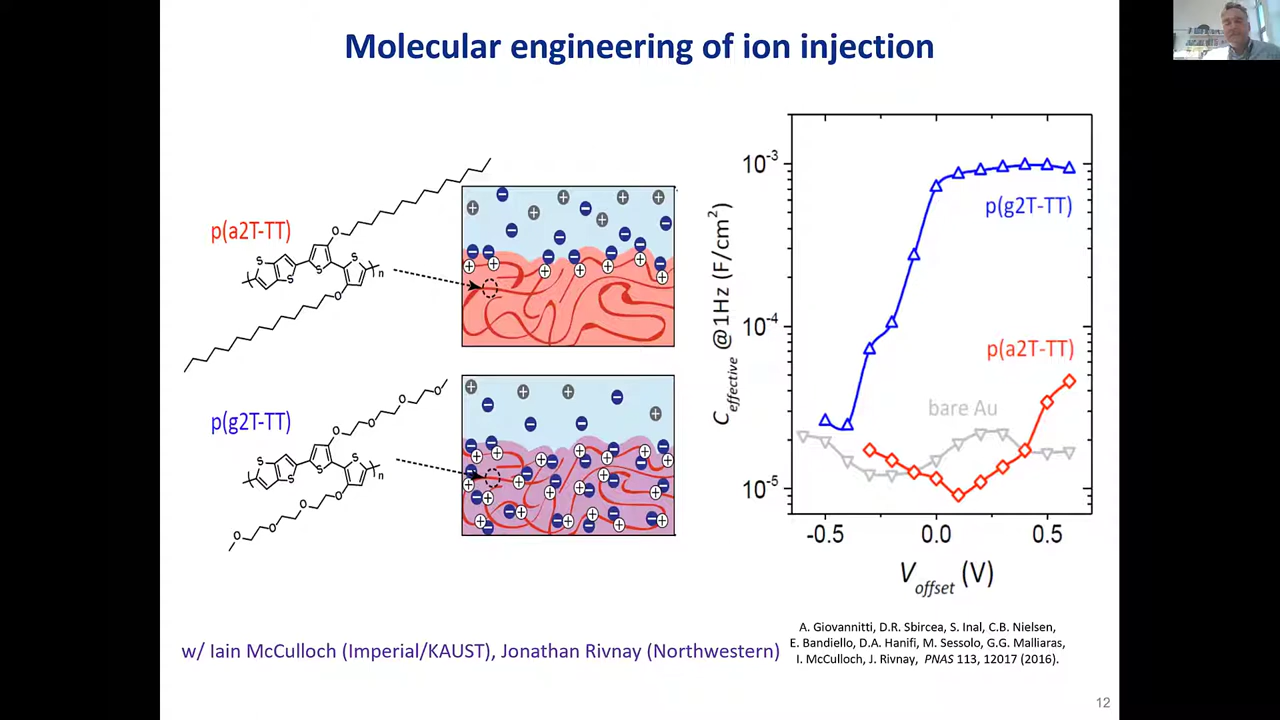 Molecular engineering of ion injection
p(a2T-TT)
S
S
S
S
O
O
n
p(g2T-TT)
S
S
S
S
O
O
O
O
O
O
O
O
n
10⁻³
10⁻⁴
10⁻⁵
C effective @1Hz (F/cm²)
p(g2T-TT)
p(a2T-TT)
bare Au
-0.5 0.0 0.5
V offset (V)
w/ Iain McCulloch (Imperial/KAUST), Jonathan Rivnay (Northwestern)
A. Giovannitti, D.R. Sbircea, S. Inal, C.B. Nielsen,
E. Bandiello, D.A. Hanifi, M. Sessolo, G.G. Malliaras,
I. McCulloch, J. Rivnay, PNAS 113, 12017 (2016).
12